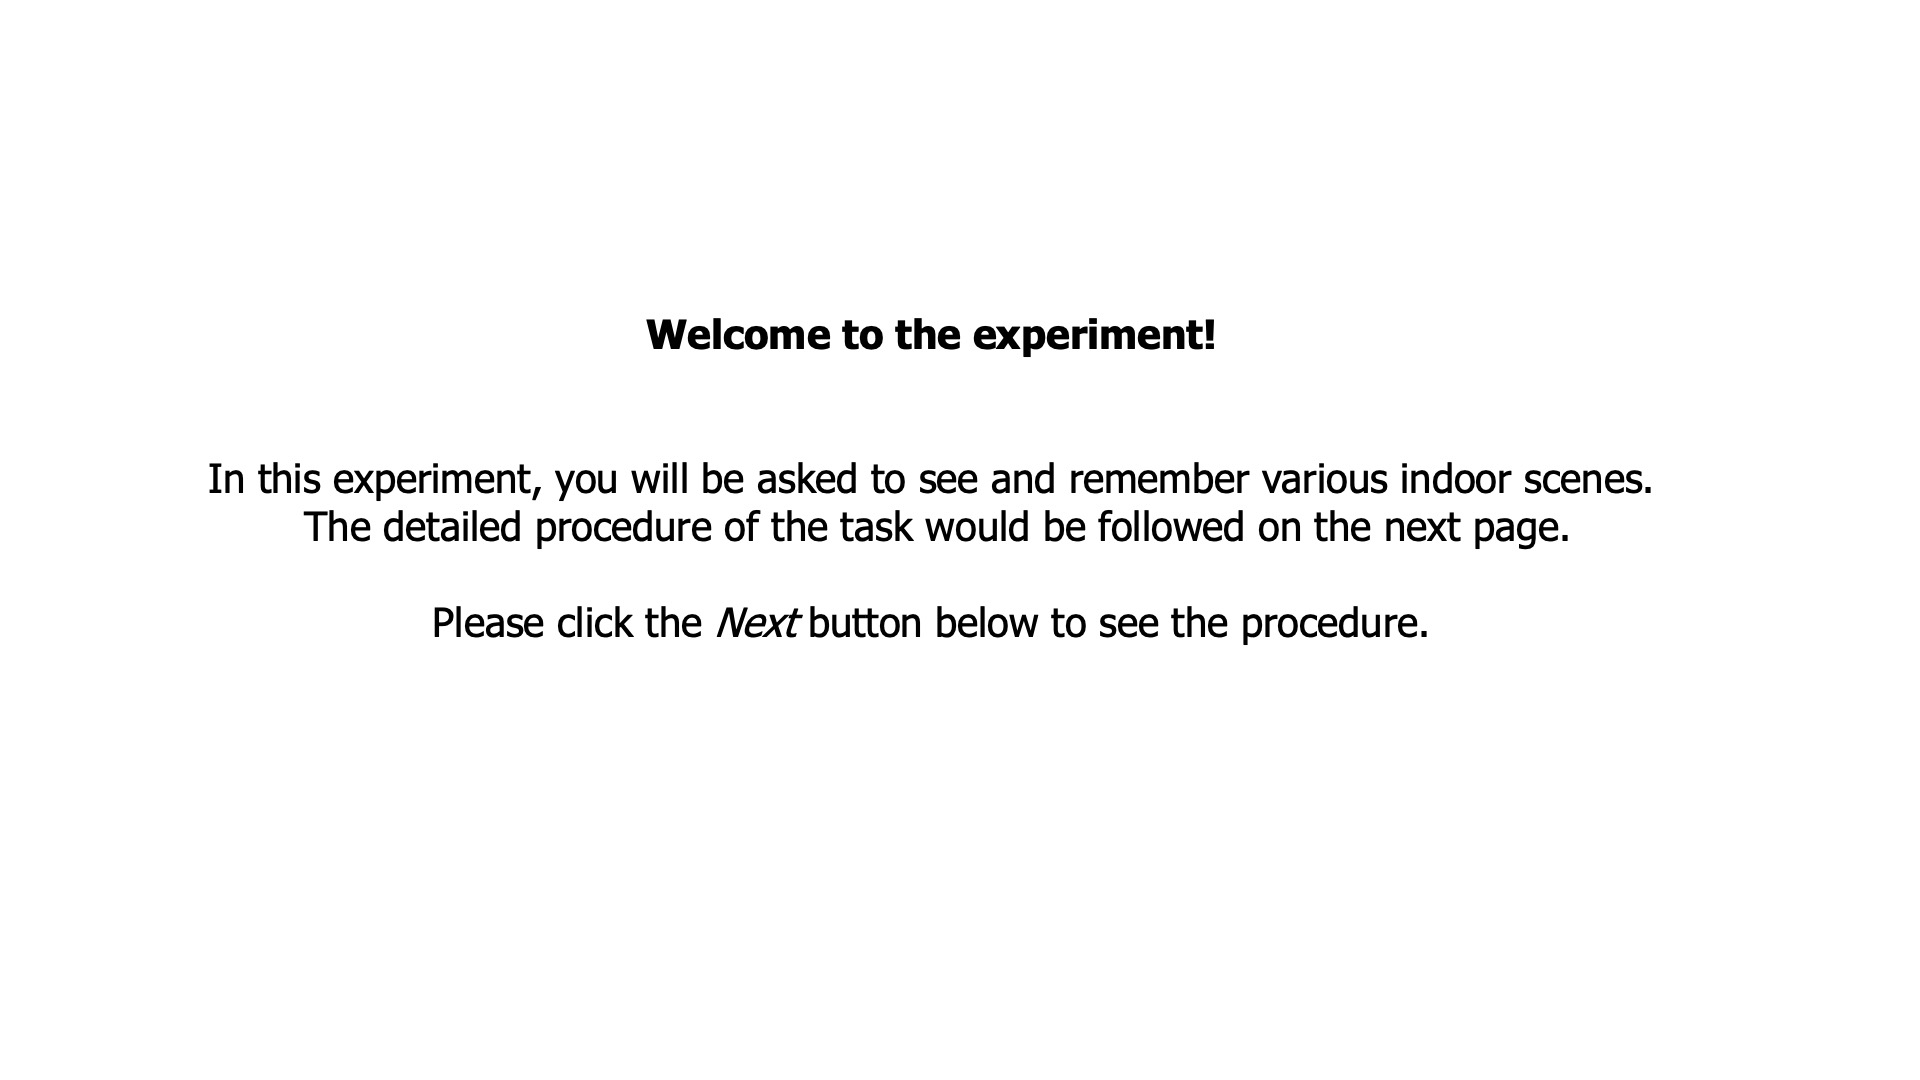 Welcome to the experiment!
In this experiment, you will be asked to see and remember various indoor scenes.
The detailed procedure of the task would be followed on the next page.
Please click the Next button below to see the procedure.